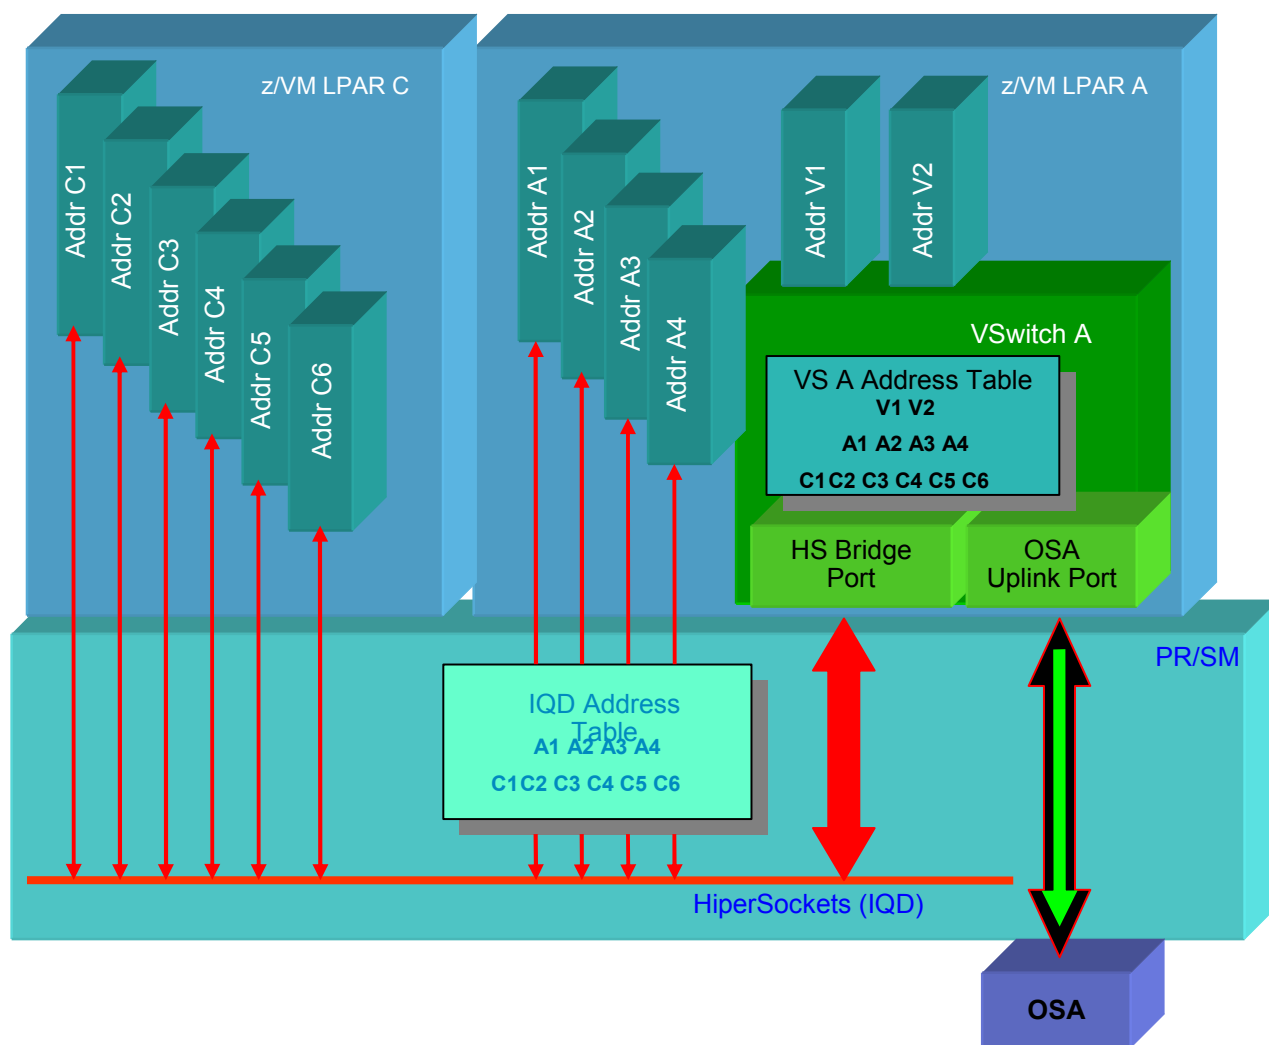 z/VM LPAR C
z/VM LPAR A
Addr C1
Addr C2
Addr C3
Addr C4
Addr C5
Addr C6
Addr A1
Addr A2
Addr A3
Addr A4
Addr V1
Addr V2
VSwitch A
VS A Address Table
V1 V2
A1 A2 A3 A4
C1 C2 C3 C4 C5 C6
HS Bridge
Port
OSA
Uplink Port
PR/SM
IQD Address
Table
A1 A2 A3 A4
C1 C2 C3 C4 C5 C6
HiperSockets (IQD)
OSA